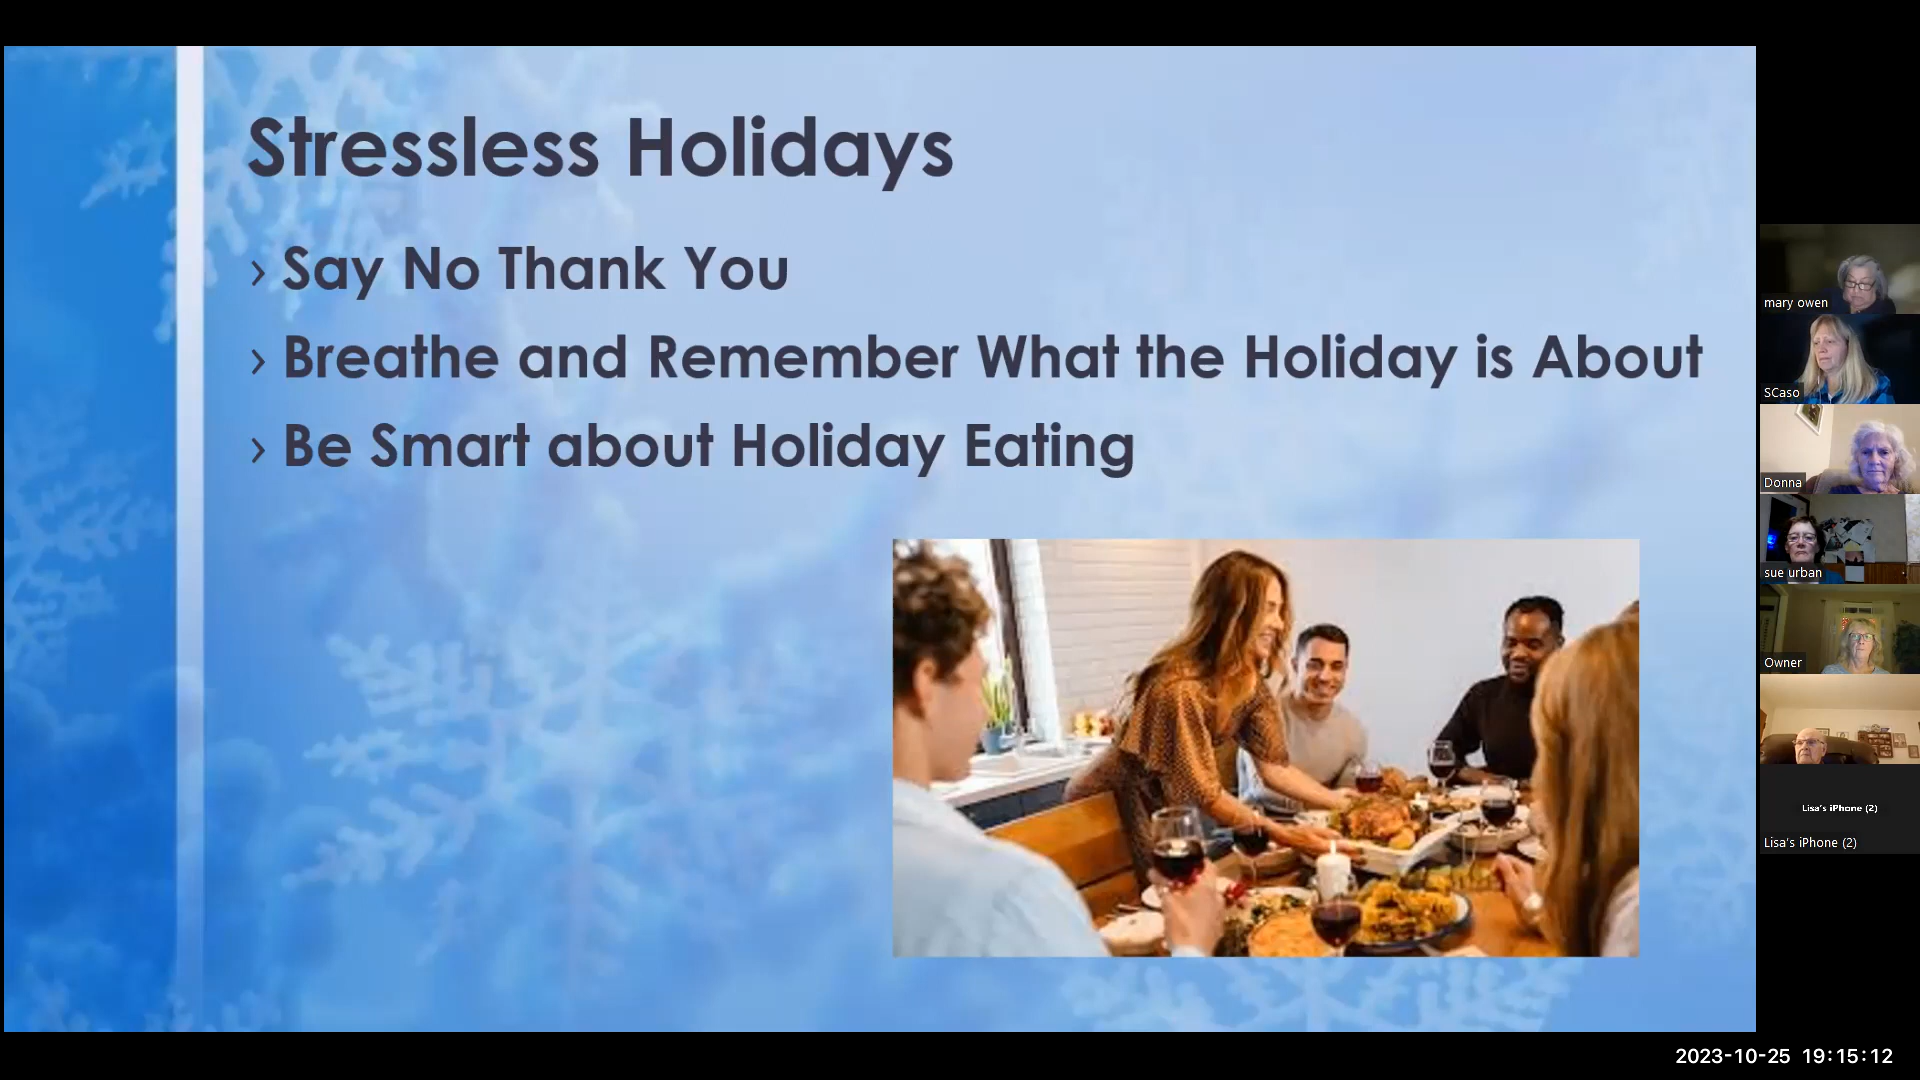 Stressless Holidays
› Say No Thank You
› Breathe and Remember What the Holiday is About
› Be Smart about Holiday Eating
mary owen
SCaso
Donna
sue urban
Owner
Lisa's iPhone (2)
Lisa's iPhone (2)
2023-10-25 19:15:12